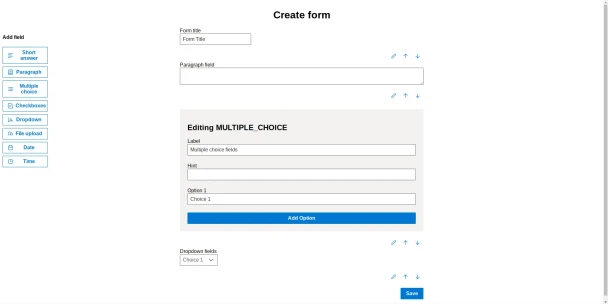 Create form
Form title
Form Title
Add field
Short
answer
Paragraph
Multiple
choice
Checkboxes
Dropdown
File upload
Date
Time
Paragraph field
Editing MULTIPLE_CHOICE
Label
Multiple choice fields
Hint
Option 1
Choice 1
Add Option
Dropdown fields
Choice 1
Save